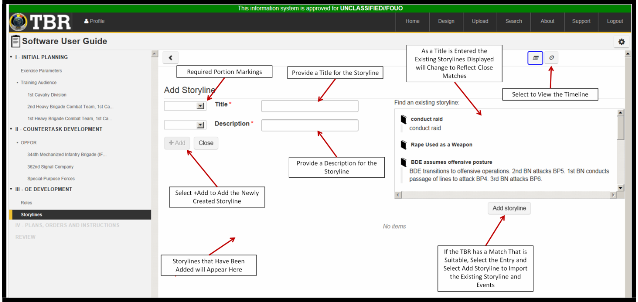 This information system is approved for UNCLASSIFIED//FOUO
TBR
Profile
Home
Design
Upload
Search
About
Support
Logout
Software User Guide
I INITIAL PLANNING
Exercise Parameters
Training Audience
1st Cavalry Division
2nd Heavy Brigade Combat Team, 1st Ca...
1st Heavy Brigade Combat Team, 1st Ca...
II COUNTERTASK DEVELOPMENT
OPFOR
346th Mechanized Infantry Brigade (IF...
362nd Signal Company
Special-Purpose Forces
III OE DEVELOPMENT
Roles
Storylines
III PLANS, ORDERS AND INSTRUCTIONS
REVIEW
Required Portion Markings
Provide a Title for the Storyline
As a Title is Entered the
Existing Storylines Displayed
will Change to Reflect Close
Matches
Select to View the Timeline
Add Storyline
Title *
Description *
+ Add
Close
Find an existing storyline:
conduct raid
conduct raid
Rape Used as a Weapon
BDE assumes offensive posture
BDE transitions to offensive operations. 2nd BN attacks BP5. 1st BN conducts
passage of lines to attack BP4. 3rd BN attacks BP6.
Provide a Description for the
Storyline
Select +Add to Add the Newly
Created Storyline
Add storyline
No items
Storylines that Have Been
Added will Appear Here
If the TBR has a Match That is
Suitable, Select the Entry and
Select Add Storyline to Import
the Existing Storyline and
Events